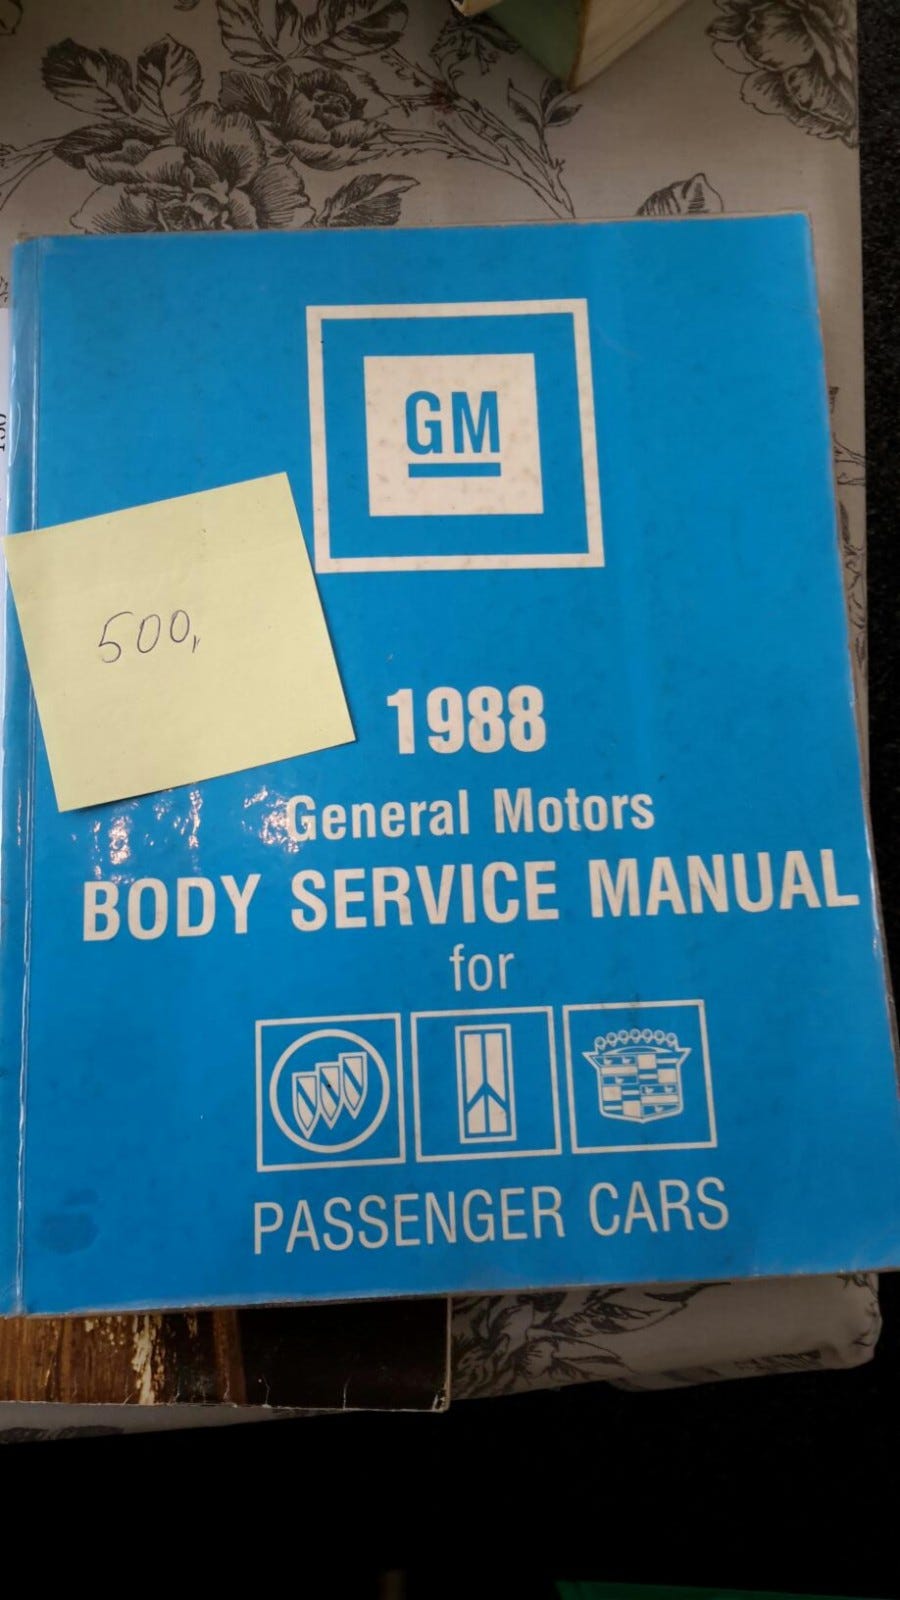 GM
500,
1988
General Motors
BODY SERVICE MANUAL
for
PASSENGER CARS